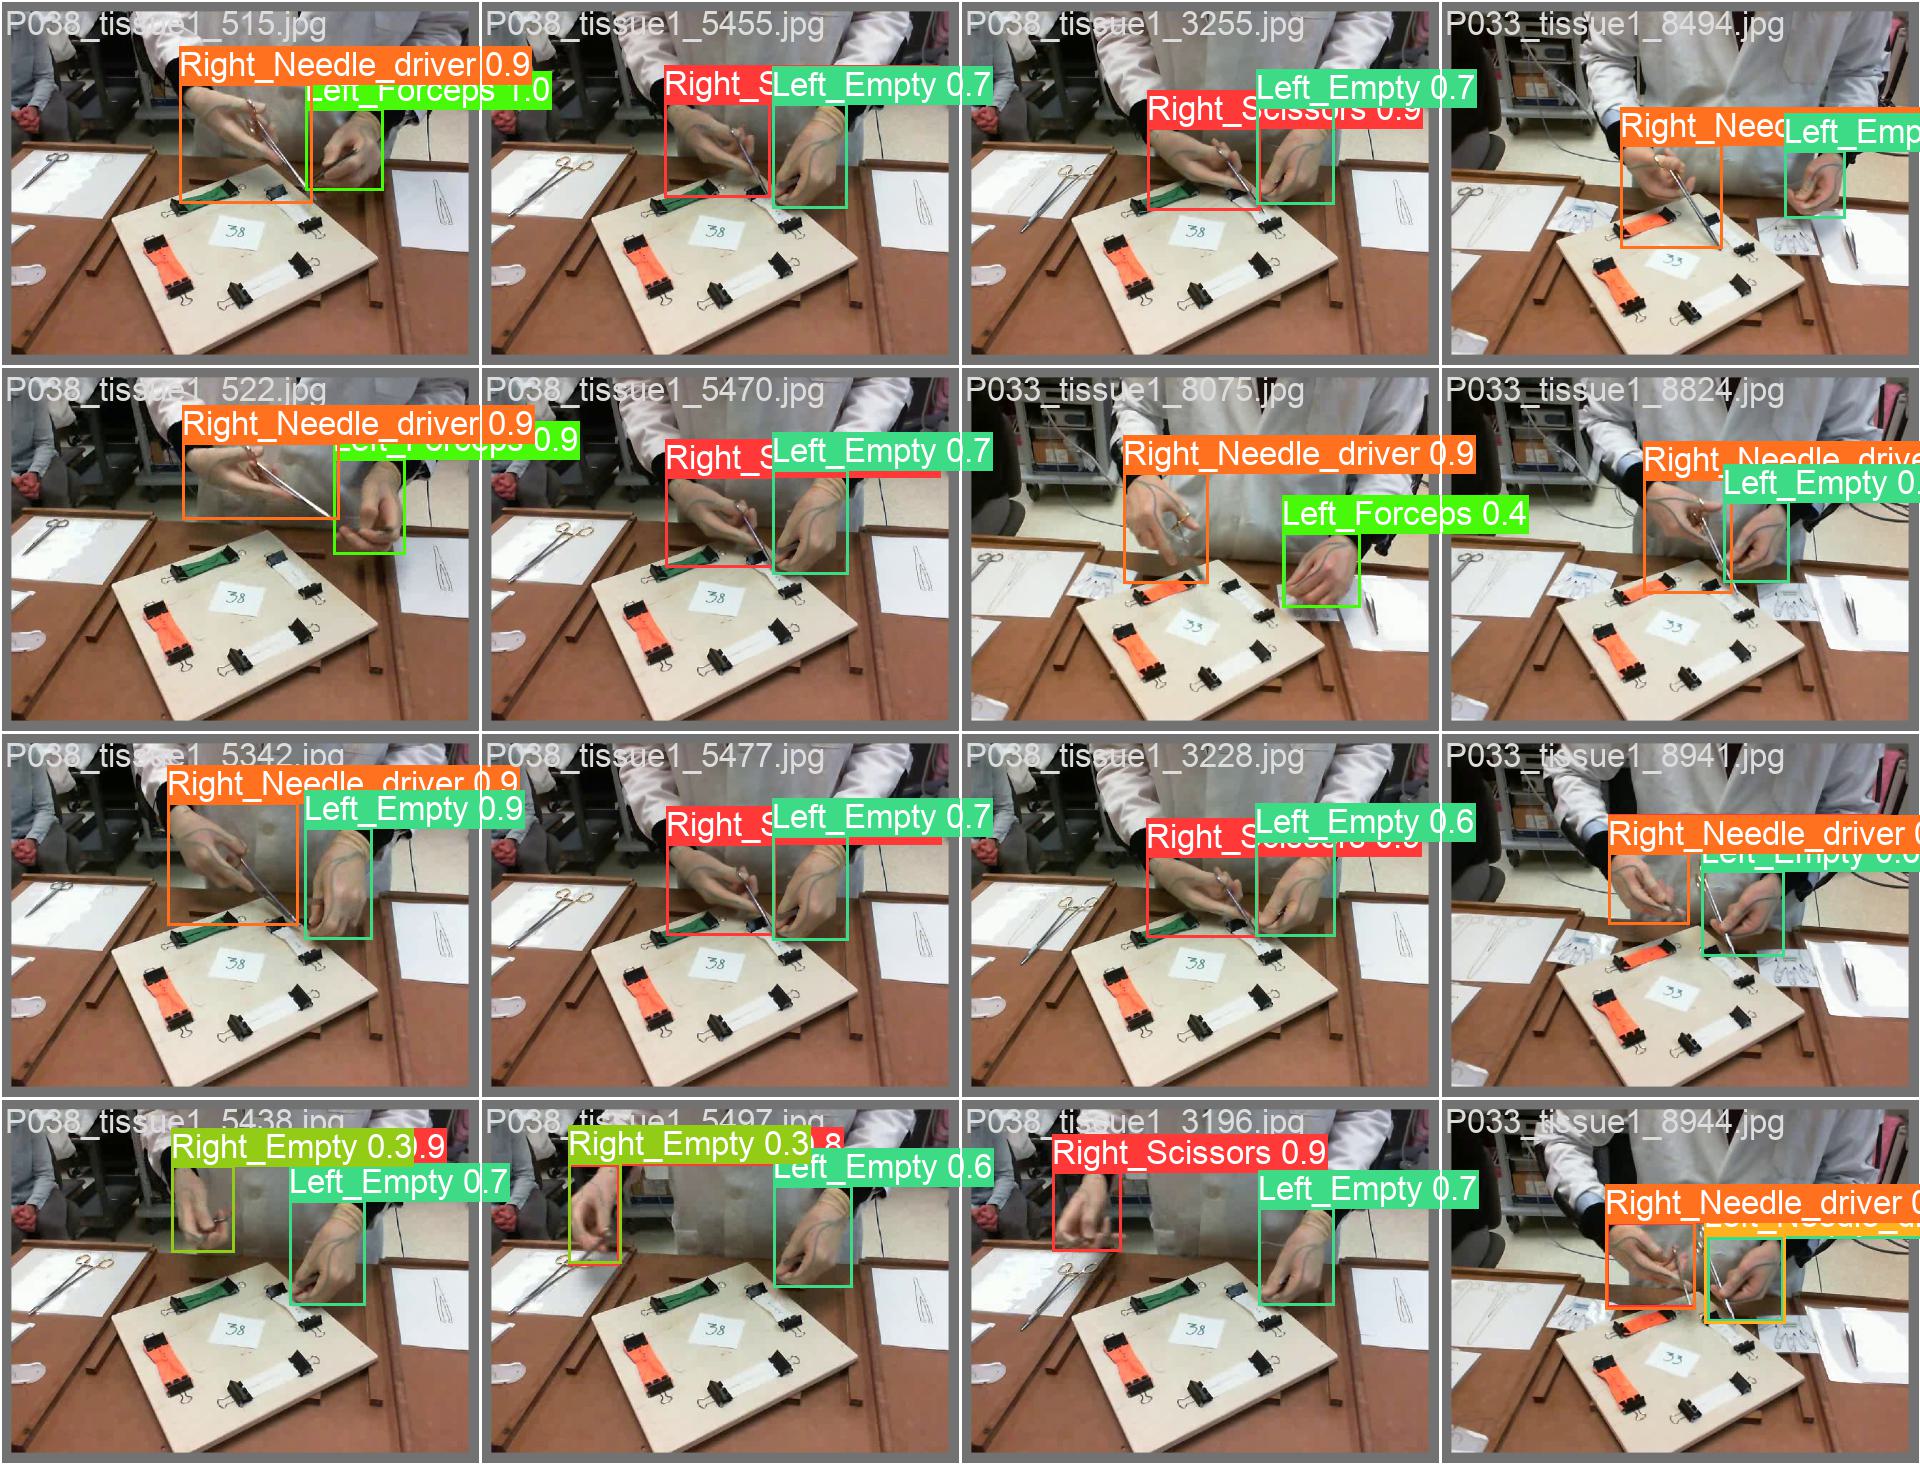 P038_tissue1_515.jpg
Right_Needle_driver 0.9
Left_Forceps 1.0
38
P038_tissue1_5455.jpg
Right_S
Left_Empty 0.7
38
P038_tissue1_3255.jpg
Left_Empty 0.7
Right_Scissors 0.9
38
P033_tissue1_8494.jpg
Right_Need
Left_Emp
33
P038_tissue1_522.jpg
Right_Needle_driver 0.9
Left_Forceps 0.9
38
P038_tissue1_5470.jpg
Right_S
Left_Empty 0.7
38
P033_tissue1_8075.jpg
Right_Needle_driver 0.9
Left_Forceps 0.4
33
P033_tissue1_8824.jpg
Right_Needle_drive
Left_Empty 0.
33
P038_tissue1_5342.jpg
Right_Needle_driver 0.9
Left_Empty 0.9
38
P038_tissue1_5477.jpg
Right_S
Left_Empty 0.7
38
P038_tissue1_3228.jpg
Left_Empty 0.6
Right_Scissors 0.9
38
P033_tissue1_8941.jpg
Right_Needle_driver 0
Left_Empty 0.6
33
P038_tissue1_5438.jpg
Right_Empty 0.3
0.9
Left_Empty 0.7
38
P038_tissue1_5497.jpg
Right_Empty 0.3
.8
Left_Empty 0.6
38
P038_tissue1_3196.jpg
Right_Scissors 0.9
Left_Empty 0.7
38
P033_tissue1_8944.jpg
Right_Needle_driver 0
Left_Needle_dr
33